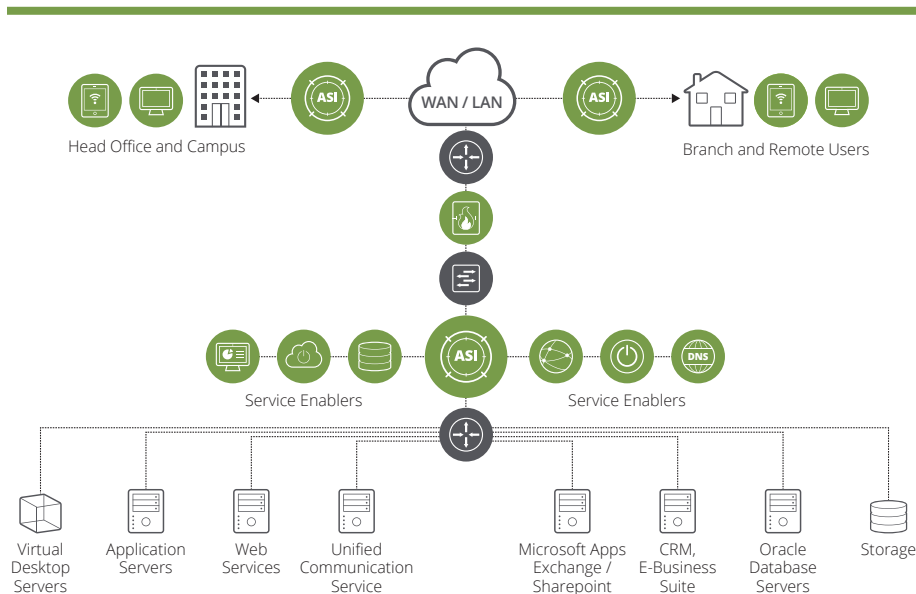 ASI
WAN / LAN
ASI
Head Office and Campus
Branch and Remote Users
ASI
DNS
Service Enablers
Service Enablers
Virtual
Desktop
Servers
Application
Servers
Web
Services
Unified
Communication
Service
Microsoft Apps
Exchange /
Sharepoint
CRM,
E-Business
Suite
Oracle
Database
Servers
Storage